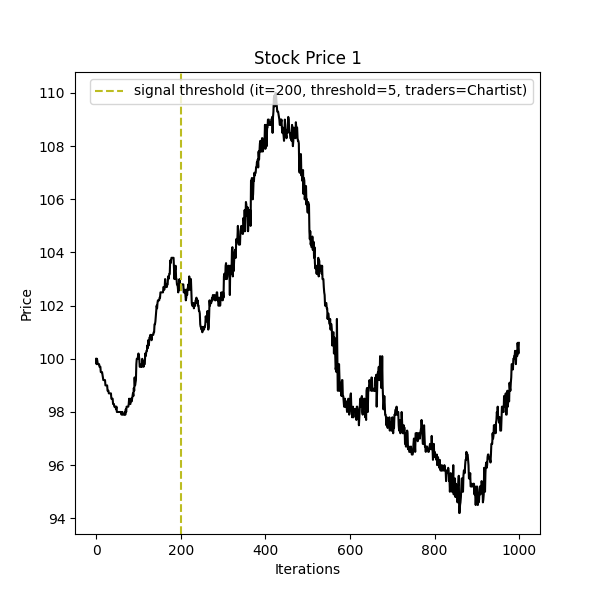 Stock Price 1
signal threshold (it=200, threshold=5, traders=Chartist)
110
108
106
104
102
100
98
96
94
Price
0 200 400 600 800 1000
Iterations